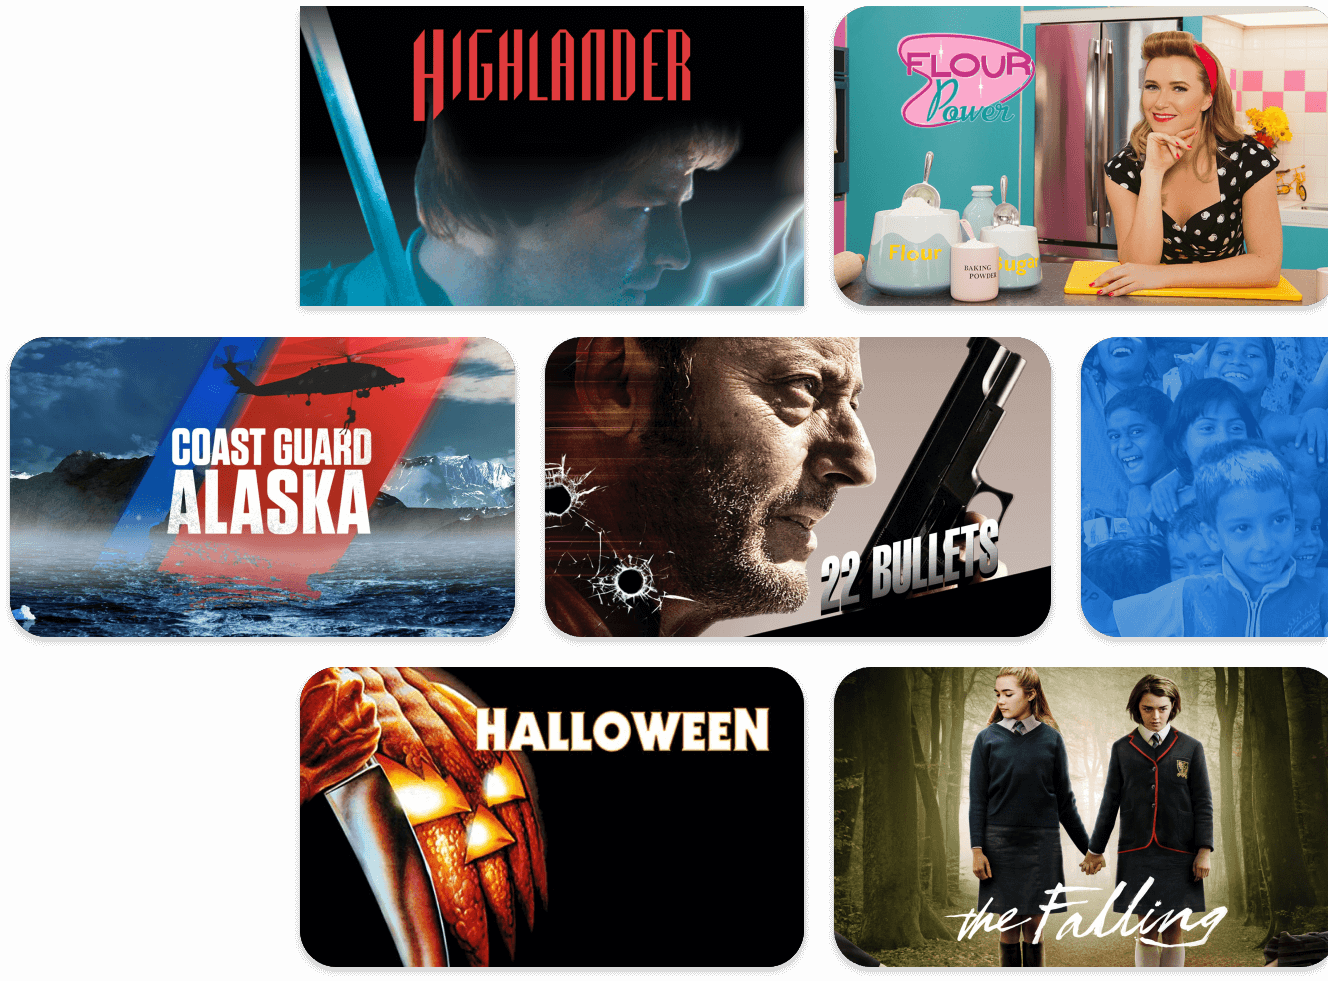 HIGHLANDER
FLOUR
Power
Flour
BAKING
POWDER
Sugar
COAST GUARD
ALASKA
22 BULLETS
HALLOWEEN
the Falling